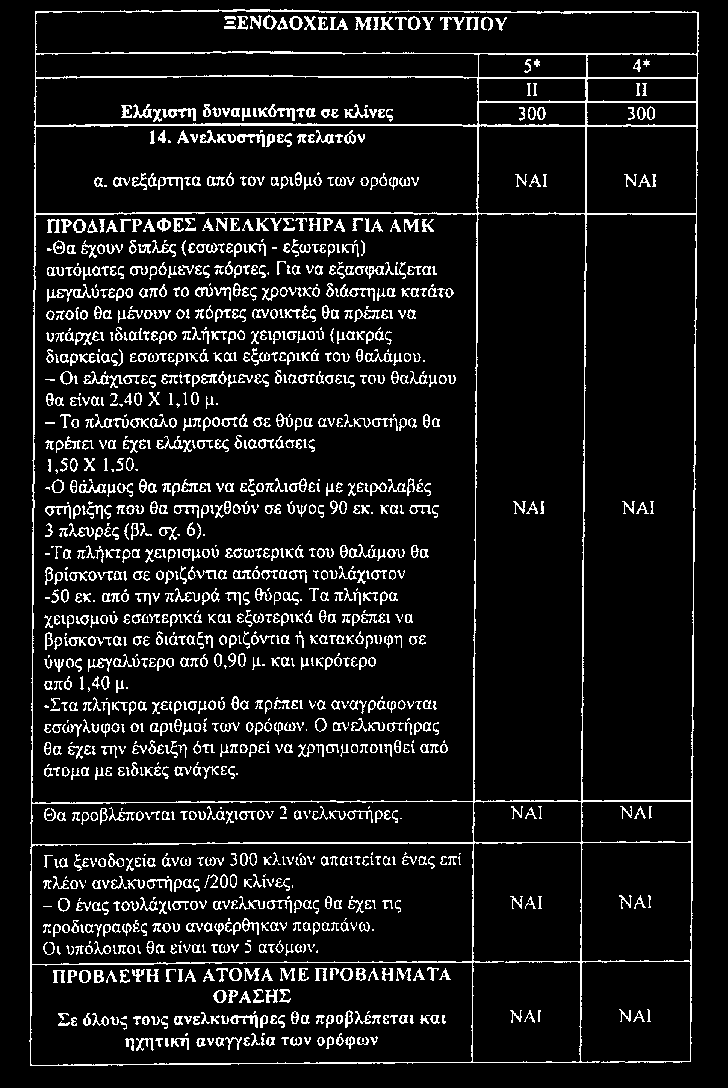 ΞΕΝΟΔΟΧΕΙΑ ΜΙΚΤΟΥ ΤΥΠΟΥ
5* 4*
II II
Ελάχιστη δυναμικότητα σε κλίνες 300 300
14. Ανελκυστήρες πελατών
α. ανεξάρτητα από τον αριθμό των ορόφων ΝΑΙ ΝΑΙ
ΠΡΟΔΙΑΓΡΑΦΕΣ ΑΝΕΛΚΥΣΤΗΡΑ ΓΙΑ ΑΜΚ
-Θα έχουν διπλές (εσωτερική - εξωτερική)
αυτόματες συρόμενες πόρτες. Για να εξασφαλίζεται
μεγαλύτερο από το σύνηθες χρονικό διάστημα κατάτο
οποίο θα μένουν οι πόρτες ανοικτές θα πρέπει να
υπάρχει ιδιαίτερο πλήκτρο χειρισμού (μακράς
διαρκείας) εσωτερικά και εξωτερικά του θαλάμου.
– Οι ελάχιστες επιτρεπόμενες διαστάσεις του θαλάμου
θα είναι 2,40 Χ 1,10 μ.
– Το πλατύσκαλο μπροστά σε θύρα ανελκυστήρα θα
πρέπει να έχει ελάχιστες διαστάσεις
1,50 Χ 1,50.
-Ο θάλαμος θα πρέπει να εξοπλισθεί με χειρολαβές
στήριξης που θα στηριχθούν σε ύψος 90 εκ. και στις ΝΑΙ ΝΑΙ
3 πλευρές (βλ. σχ. 6).
-Τα πλήκτρα χειρισμού εσωτερικά του θαλάμου θα
βρίσκονται σε οριζόντια απόσταση τουλάχιστον
-50 εκ. από την πλευρά της θύρας. Τα πλήκτρα
χειρισμού εσωτερικά και εξωτερικά θα πρέπει να
βρίσκονται σε διάταξη οριζόντια ή κατακόρυφη σε
ύψος μεγαλύτερο από 0,90 μ. και μικρότερο
από 1,40 μ.
-Στα πλήκτρα χειρισμού θα πρέπει να αναγράφονται
εσώγλυφοι οι αριθμοί των ορόφων. Ο ανελκυστήρας
θα έχει την ένδειξη ότι μπορεί να χρησιμοποιηθεί από
άτομα με ειδικές ανάγκες.
Θα προβλέπονται τουλάχιστον 2 ανελκυστήρες. ΝΑΙ ΝΑΙ
Για ξενοδοχεία άνω των 300 κλινών απαιτείται ένας επί
πλέον ανελκυστήρας /200 κλίνες.
– Ο ένας τουλάχιστον ανελκυστήρας θα έχει τις ΝΑΙ ΝΑΙ
προδιαγραφές που αναφέρθηκαν παραπάνω.
Οι υπόλοιποι θα είναι των 5 ατόμων.
ΠΡΟΒΛΕΨΗ ΓΙΑ ΑΤΟΜΑ ΜΕ ΠΡΟΒΛΗΜΑΤΑ
ΟΡΑΣΗΣ
Σε όλους τους ανελκυστήρες θα προβλέπεται και ΝΑΙ ΝΑΙ
ηχητική αναγγελία των ορόφων